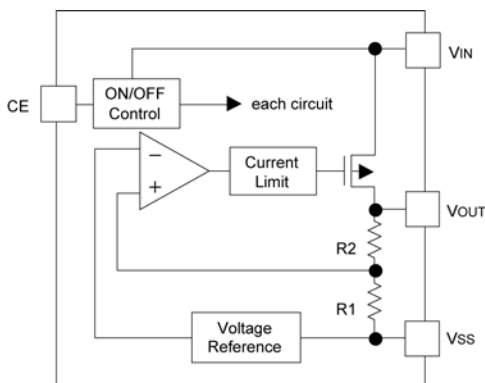 VIN
CE
ON/OFF
Control
each circuit
−
+
Current
Limit
VOUT
R2
R1
Voltage
Reference
VSS